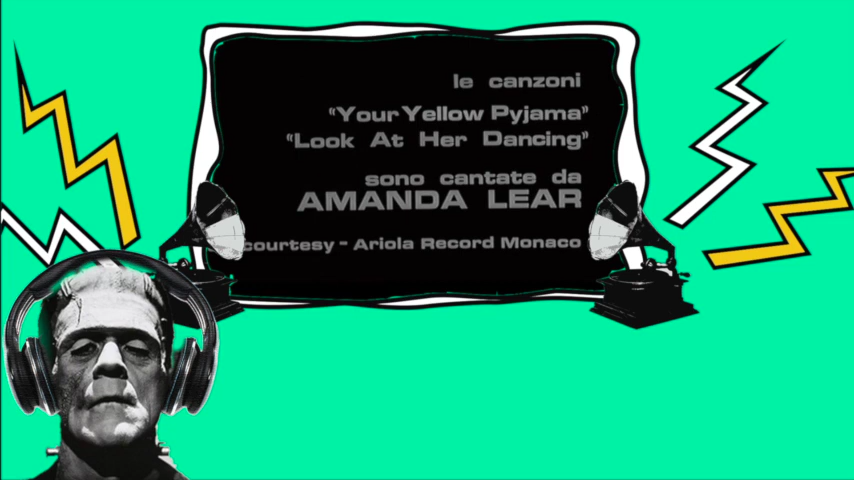 le canzoni
“Your Yellow Pyjama”
“Look At Her Dancing”
sono cantate da
AMANDA LEAR
courtesy - Ariola Record Monaco